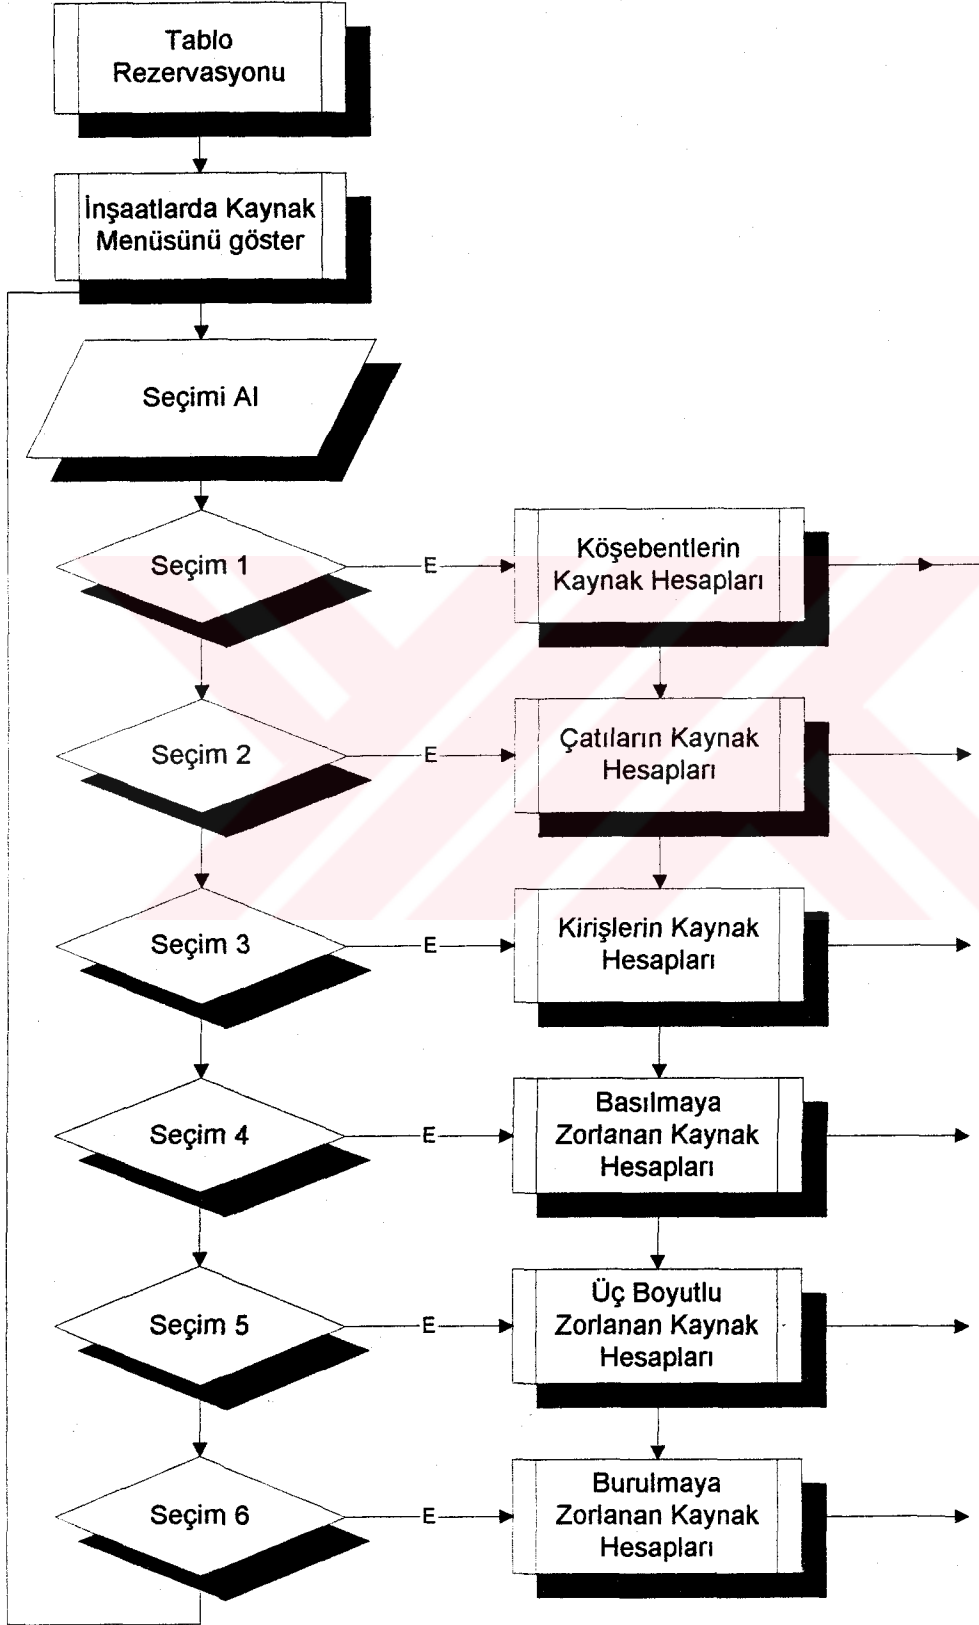 Tablo
Rezervasyonu
İnşaatlarda Kaynak
Menüsünü göster
Seçimi Al
Seçim 1
E
Köşebentlerin
Kaynak Hesapları
Seçim 2
E
Çatıların Kaynak
Hesapları
Seçim 3
E
Kirişlerin Kaynak
Hesapları
Seçim 4
E
Basılmaya
Zorlanan Kaynak
Hesapları
Seçim 5
E
Üç Boyutlu
Zorlanan Kaynak
Hesapları
Seçim 6
E
Burulmaya
Zorlanan Kaynak
Hesapları